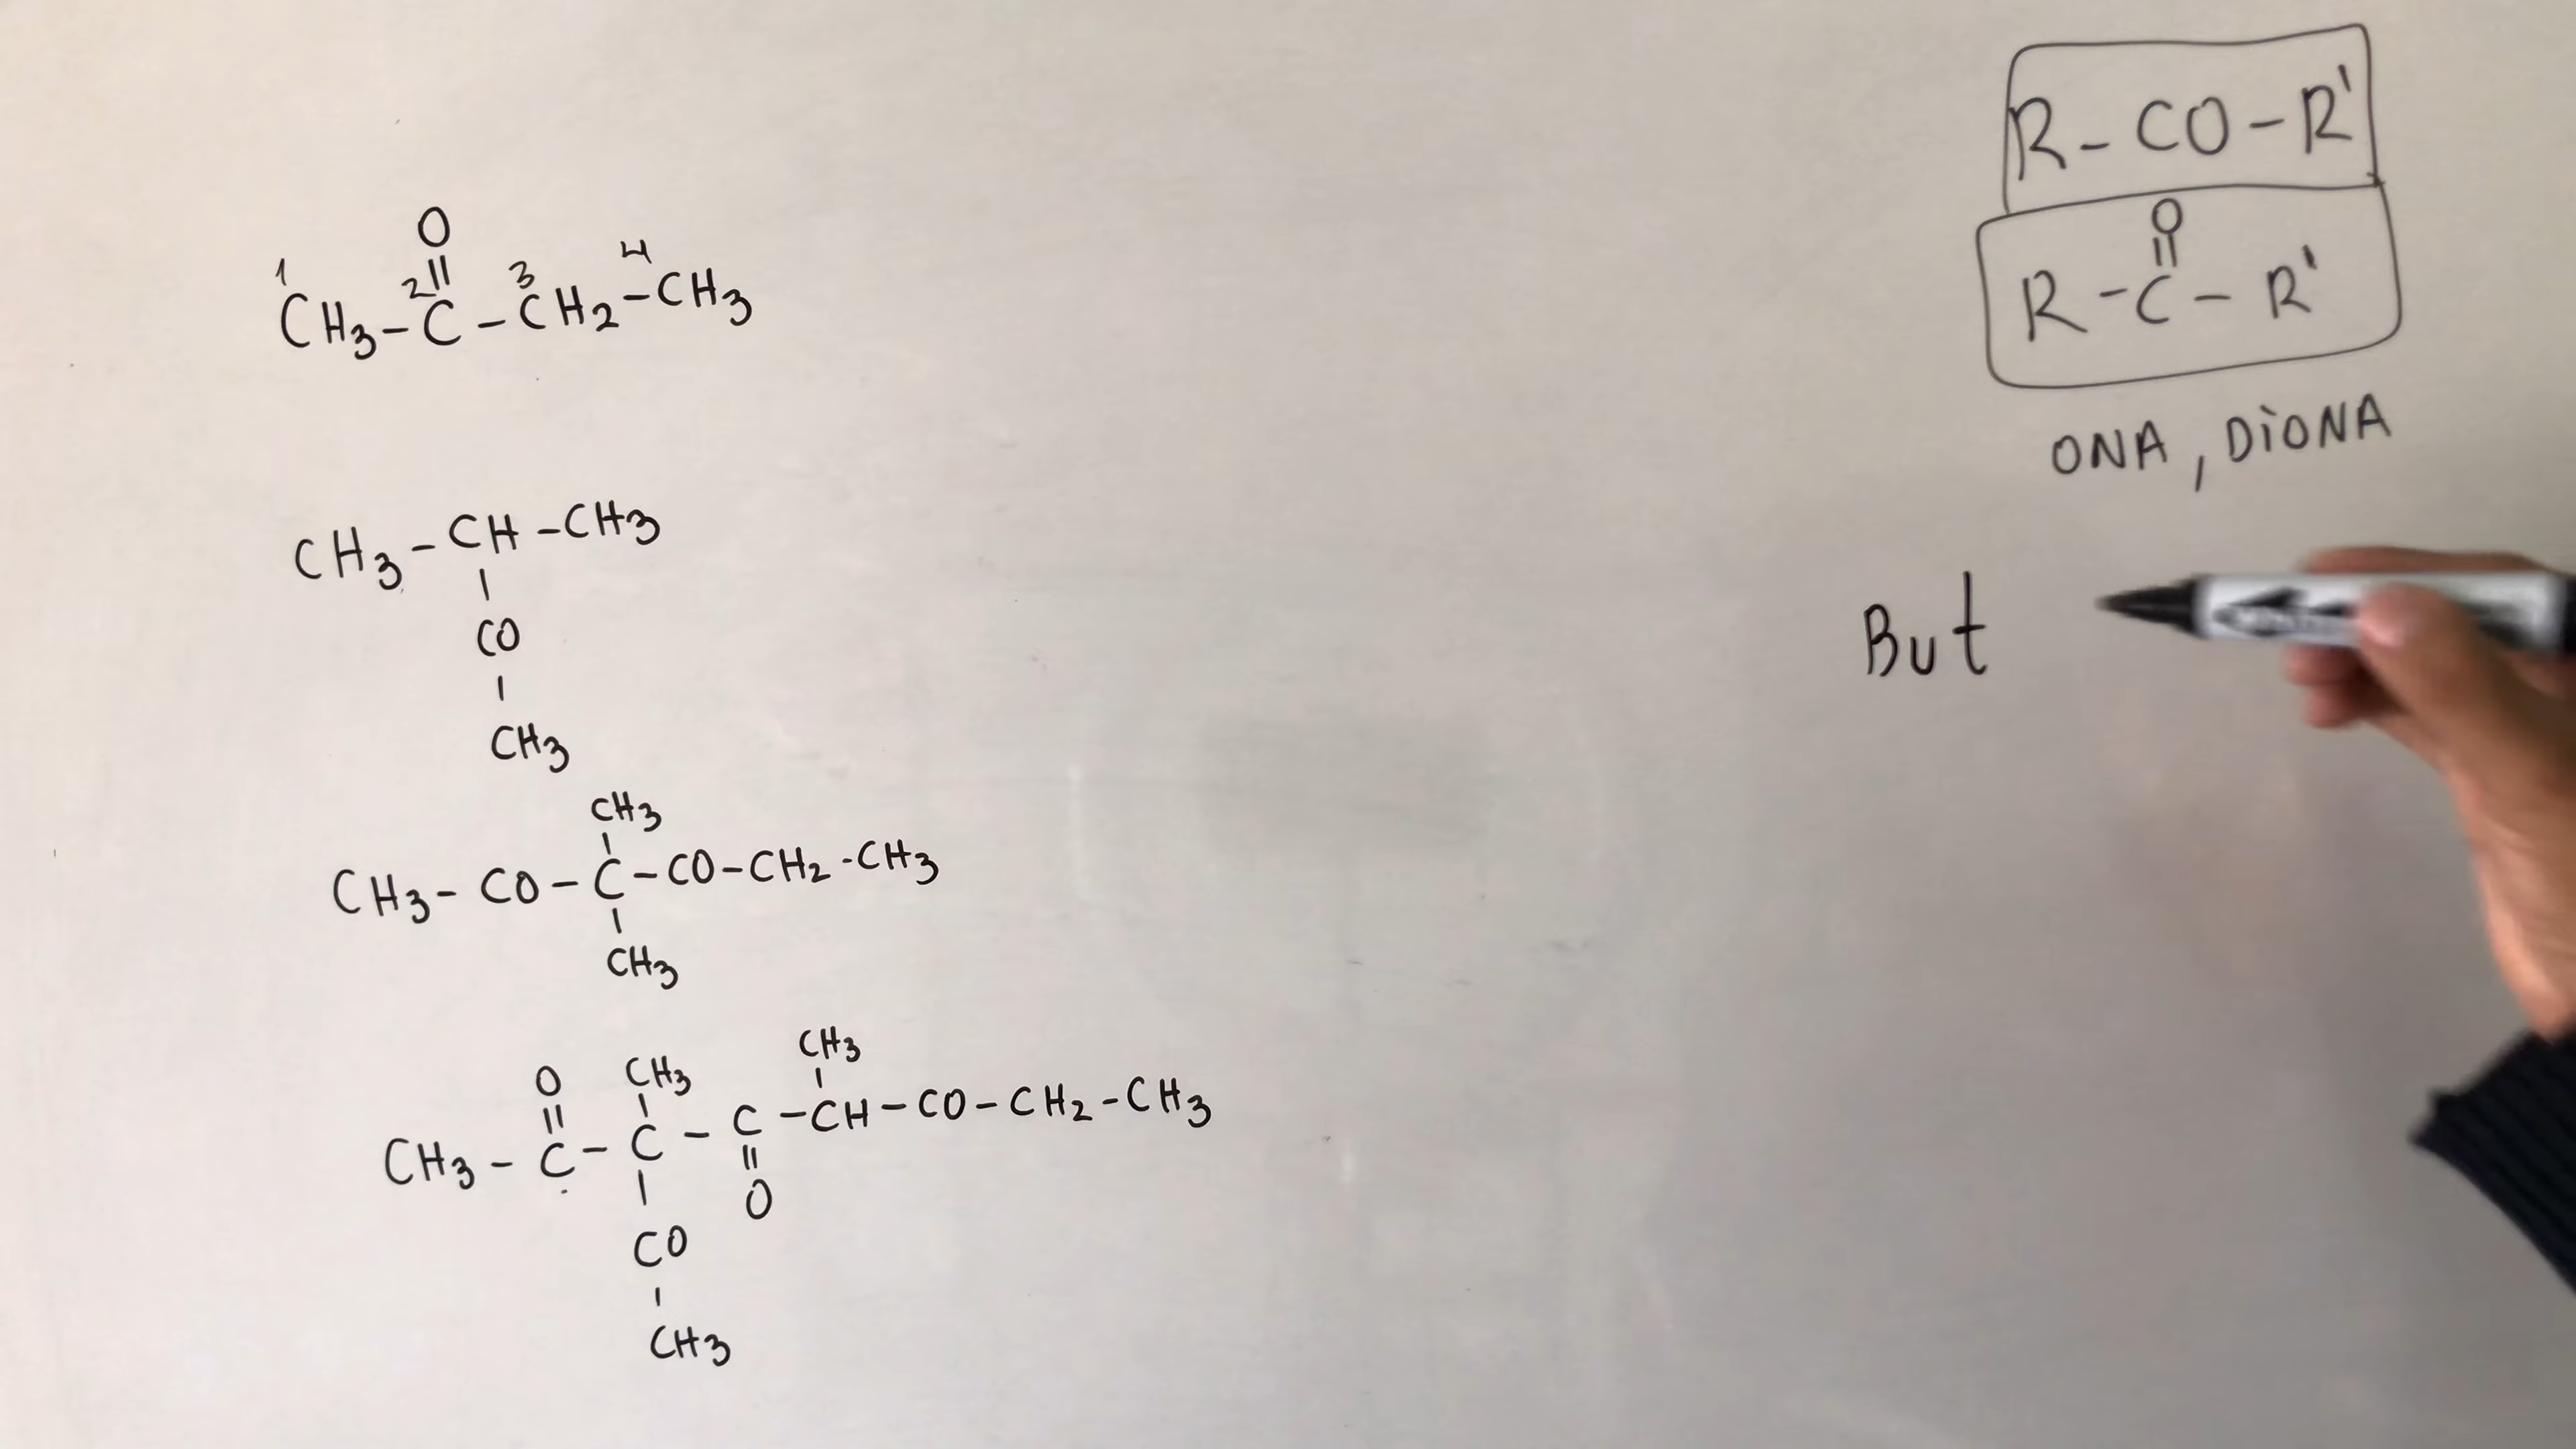 R-CO-R'
O
||
R-C-R'
ONA, DiONA
But
O
1 2 || 3 4
CH3-C-CH2-CH3
CH3-CH-CH3
|
CO
|
CH3
CH3
|
CH3-CO-C-CO-CH2-CH3
|
CH3
O CH3 CH3
|| | |
CH3-C-C-C-CH-CO-CH2-CH3
| ||
CO O
|
CH3